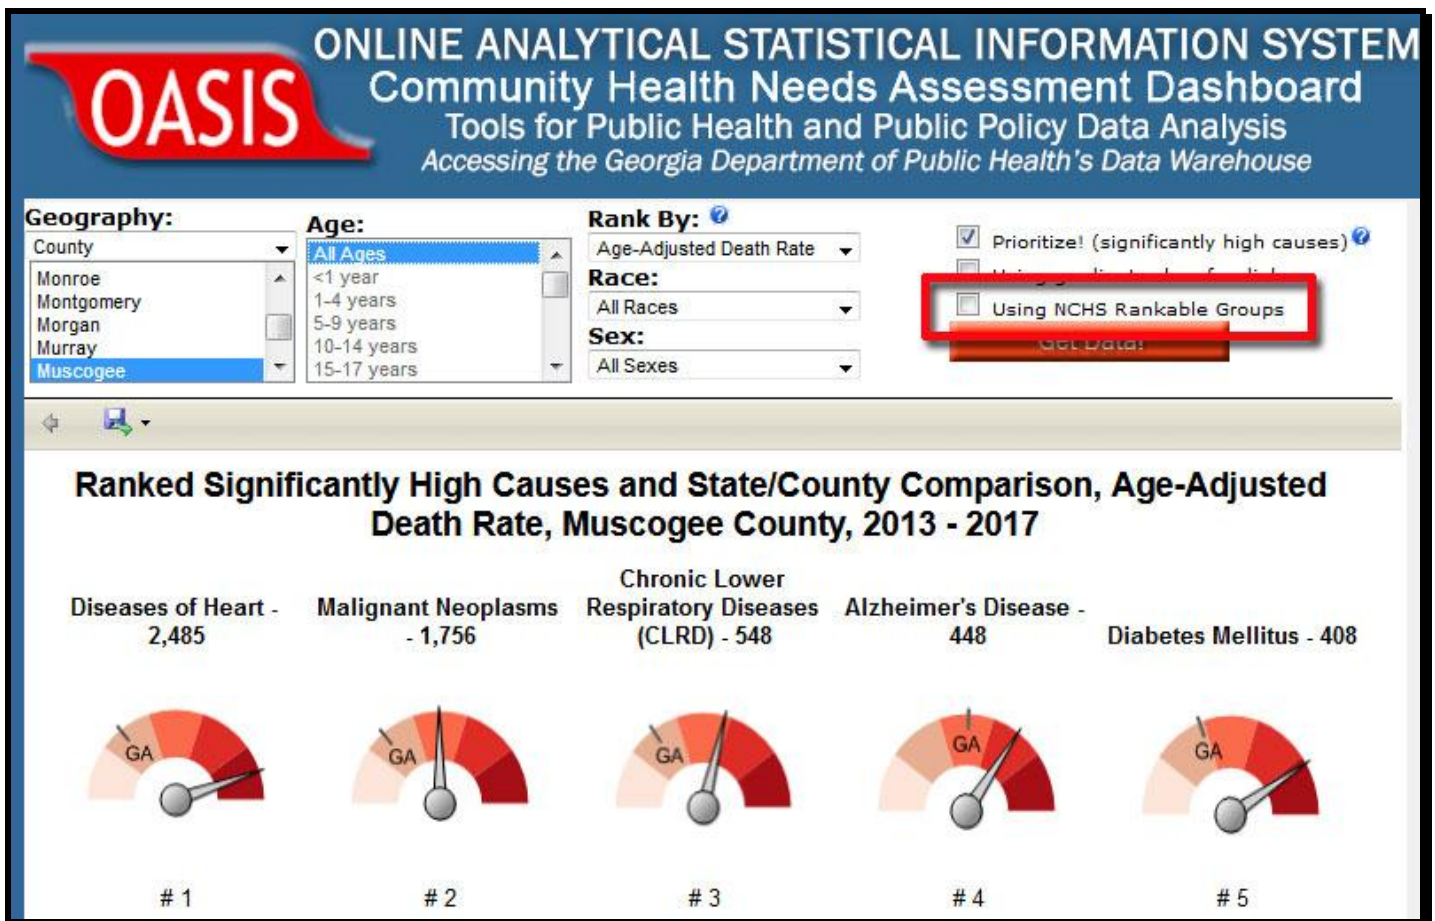 OASIS
ONLINE ANALYTICAL STATISTICAL INFORMATION SYSTEM
Community Health Needs Assessment Dashboard
Tools for Public Health and Public Policy Data Analysis
Accessing the Georgia Department of Public Health's Data Warehouse
Geography:
County
Monroe
Montgomery
Morgan
Murray
Muscogee
Age:
All Ages
<1 year
1-4 years
5-9 years
10-14 years
15-17 years
Rank By: ?
Age-Adjusted Death Rate
Race:
All Races
Sex:
All Sexes
Prioritize! (significantly high causes) ?
Using NCHS Rankable Groups
Get Data!
Ranked Significantly High Causes and State/County Comparison, Age-Adjusted
Death Rate, Muscogee County, 2013 - 2017
Diseases of Heart -
2,485
Malignant Neoplasms
- 1,756
Chronic Lower
Respiratory Diseases
(CLRD) - 548
Alzheimer's Disease -
448
Diabetes Mellitus - 408
GA
GA
GA
GA
GA
# 1
# 2
# 3
# 4
# 5